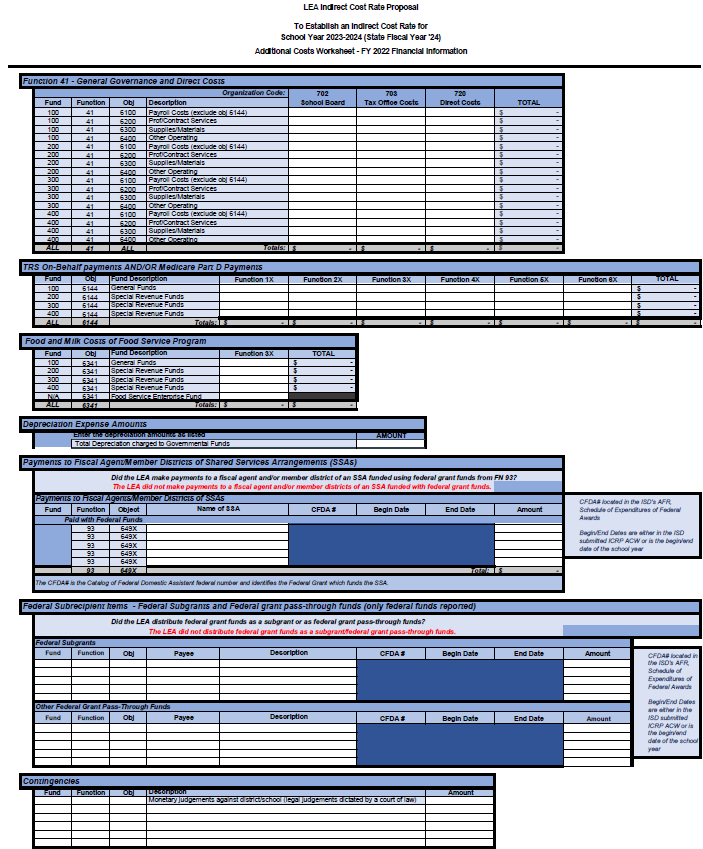 LEA Indirect Cost Rate Proposal
To Establish an Indirect Cost Rate for
School Year 2023-2024 (State Fiscal Year '24)
Additional Costs Worksheet - FY 2022 Financial Information
Function 41 - General Governance and Direct Costs
Organization Code: 702 703 720
Fund Function Obj Description School Board Tax Office Costs Direct Costs TOTAL
100 41 6100 Payroll Costs (exclude obj 6144) $ -
100 41 6200 Prof/Contract Services $ -
100 41 6300 Supplies/Materials $ -
100 41 6400 Other Operating $ -
200 41 6100 Payroll Costs (exclude obj 6144) $ -
200 41 6200 Prof/Contract Services $ -
200 41 6300 Supplies/Materials $ -
200 41 6400 Other Operating $ -
300 41 6100 Payroll Costs (exclude obj 6144) $ -
300 41 6200 Prof/Contract Services $ -
300 41 6300 Supplies/Materials $ -
300 41 6400 Other Operating $ -
400 41 6100 Payroll Costs (exclude obj 6144) $ -
400 41 6200 Prof/Contract Services $ -
400 41 6300 Supplies/Materials $ -
400 41 6400 Other Operating $ -
ALL 41 ALL Totals: $ - $ - $ - $ -
TRS On-Behalf payments AND/OR Medicare Part D Payments
Fund Obj Fund Description Function 1X Function 2X Function 3X Function 4X Function 5X Function 6X TOTAL
100 6144 General Funds $ -
200 6144 Special Revenue Funds $ -
300 6144 Special Revenue Funds $ -
400 6144 Special Revenue Funds $ -
ALL 6144 Totals: $ - $ - $ - $ - $ - $ - $ -
Food and Milk Costs of Food Service Program
Fund Obj Fund Description Function 3X TOTAL
100 6341 General Funds $ -
200 6341 Special Revenue Funds $ -
300 6341 Special Revenue Funds $ -
400 6341 Special Revenue Funds $ -
N/A 6341 Food Service Enterprise Fund
ALL 6341 Totals: $ - $ -
Depreciation Expense Amounts
Enter the depreciation amounts as listed AMOUNT
Total Depreciation charged to Governmental Funds
Payments to Fiscal Agent/Member Districts of Shared Services Arrangements (SSAs)
Did the LEA make payments to a fiscal agent and/or member district of an SSA funded using federal grant funds from FN 93?
The LEA did not make payments to a fiscal agent and/or member districts of an SSA funded with federal grant funds.
Payments to Fiscal Agents/Member Districts of SSAs
Fund Function Object Name of SSA CFDA # Begin Date End Date Amount
Paid with Federal Funds
93 649X
93 649X
93 649X
93 649X
93 649X
93 649X Total: $ -
The CFDA# is the Catalog of Federal Domestic Assistant federal number and identifies the Federal Grant which funds the SSA.
CFDA# located in the ISD's AFR,
Schedule of Expenditures of Federal
Awards
Begin/End Dates are either in the ISD
submitted ICRP ACW or is the begin/end
date of the school year
Federal Subrecipient Items - Federal Subgrants and Federal grant pass-through funds (only federal funds reported)
Did the LEA distribute federal grant funds as a subgrant or as federal grant pass-through funds?
The LEA did not distribute federal grant funds as a subgrant/federal grant pass-through funds.
Federal Subgrants
Fund Function Obj Payee Description CFDA # Begin Date End Date Amount
Other Federal Grant Pass-Through Funds
Fund Function Obj Payee Description CFDA # Begin Date End Date Amount
CFDA# located in
the ISD's AFR,
Schedule of
Expenditures of
Federal Awards
Begin/End Dates
are either in the
ISD submitted
ICRP ACW or is
the begin/end
date of the school
year
Contingencies
Fund Function Obj Description Amount
Monetary Judgements against district/school (legal judgements dictated by a court of law)